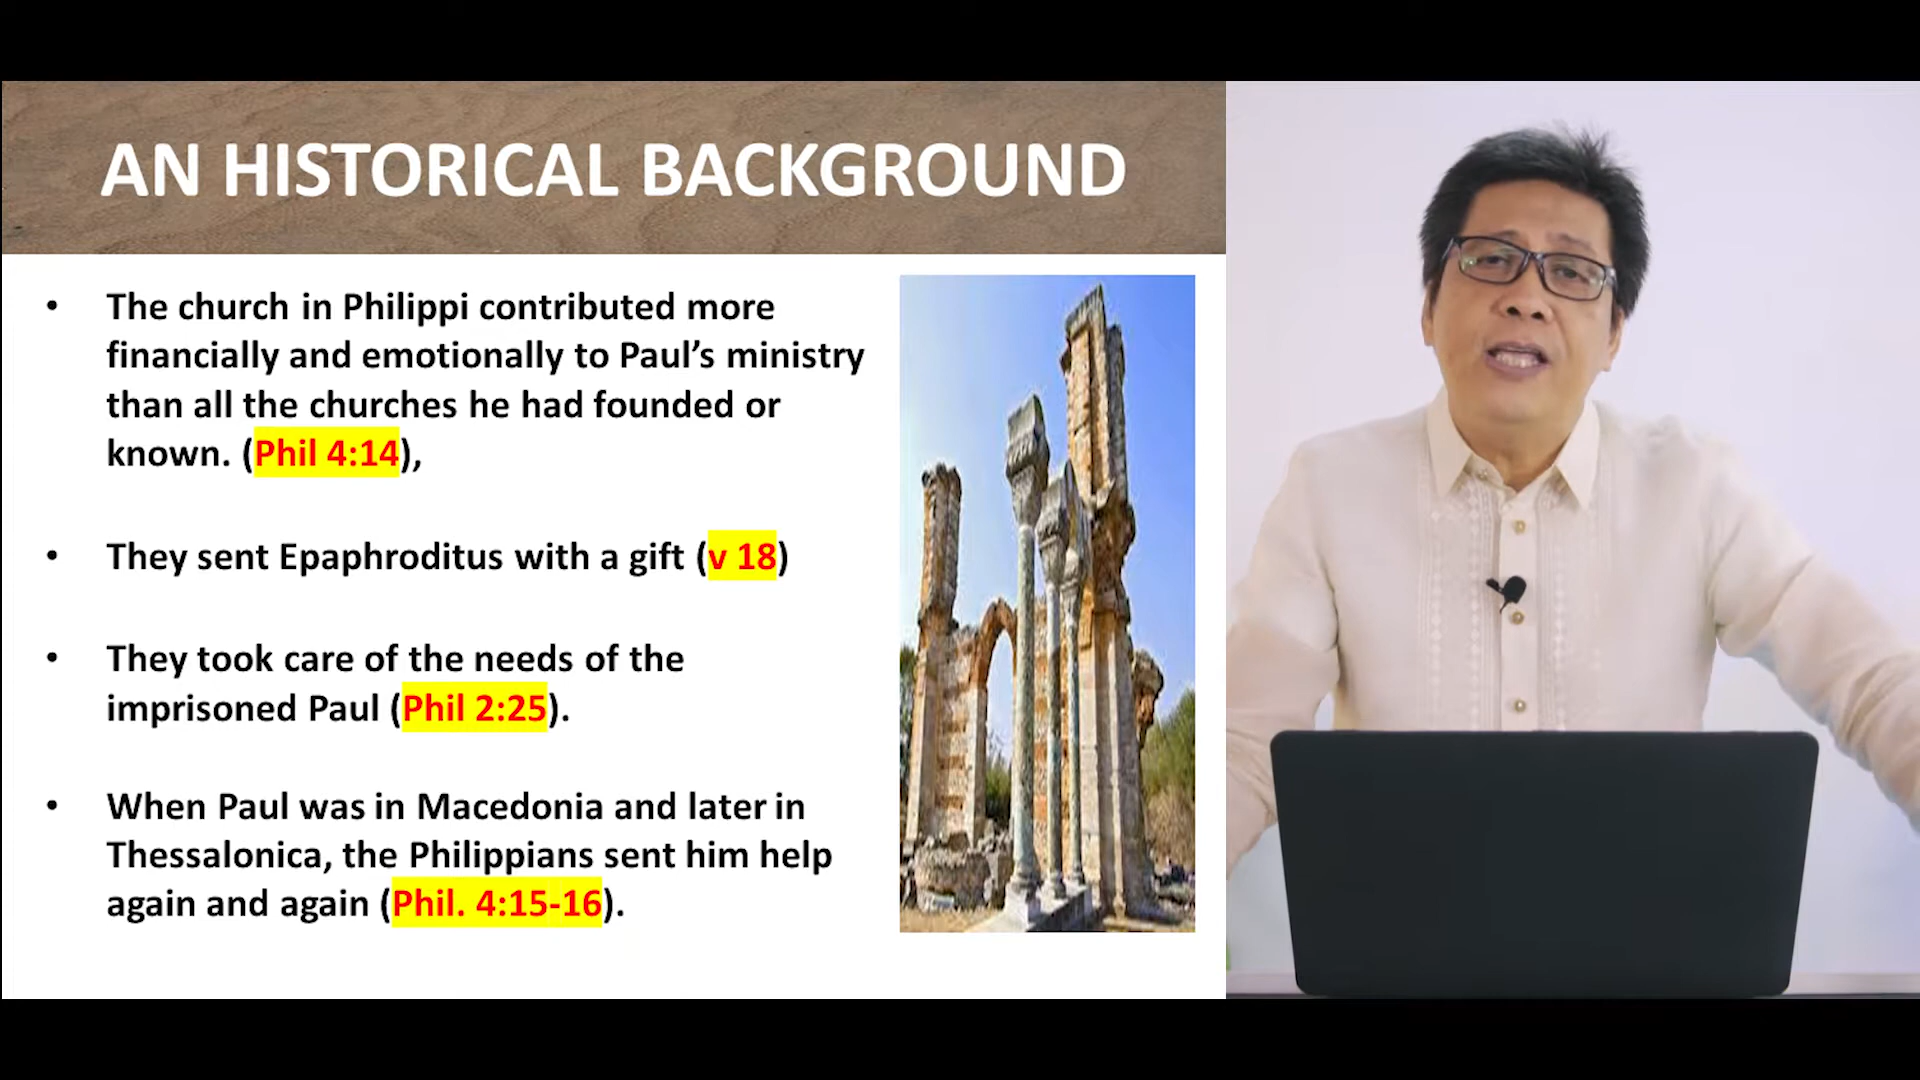 AN HISTORICAL BACKGROUND
• The church in Philippi contributed more
financially and emotionally to Paul’s ministry
than all the churches he had founded or
known. (Phil 4:14),
• They sent Epaphroditus with a gift (v 18)
• They took care of the needs of the
imprisoned Paul (Phil 2:25).
• When Paul was in Macedonia and later in
Thessalonica, the Philippians sent him help
again and again (Phil. 4:15-16).